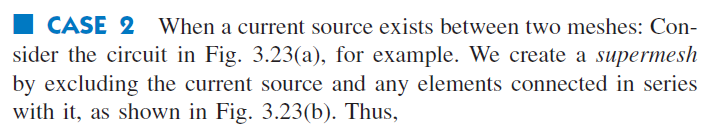 CASE 2 When a current source exists between two meshes: Con-
sider the circuit in Fig. 3.23(a), for example. We create a supermesh
by excluding the current source and any elements connected in series
with it, as shown in Fig. 3.23(b). Thus,